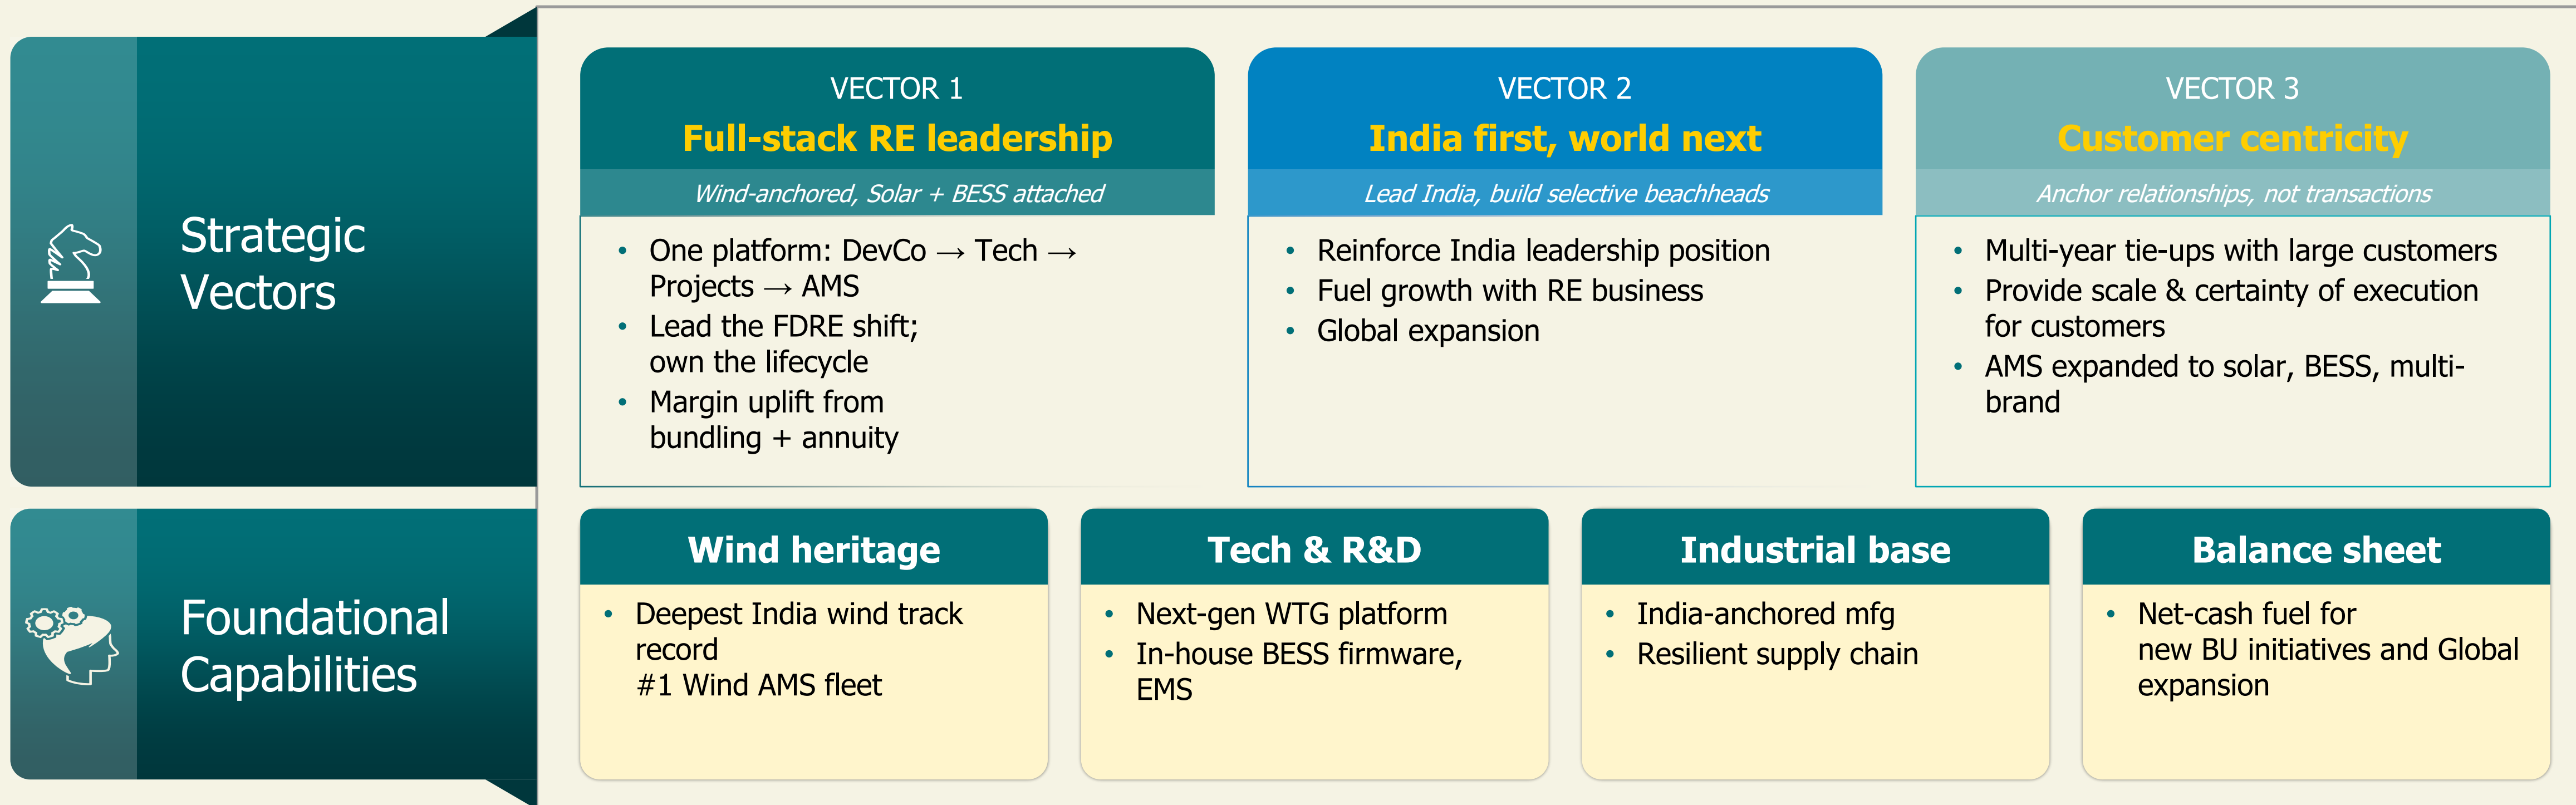 Strategic
Vectors
VECTOR 1
Full-stack RE leadership
Wind-anchored, Solar + BESS attached
• One platform: DevCo → Tech →
Projects → AMS
• Lead the FDRE shift;
own the lifecycle
• Margin uplift from
bundling + annuity
VECTOR 2
India first, world next
Lead India, build selective beachheads
• Reinforce India leadership position
• Fuel growth with RE business
• Global expansion
VECTOR 3
Customer centricity
Anchor relationships, not transactions
• Multi-year tie-ups with large customers
• Provide scale & certainty of execution
for customers
• AMS expanded to solar, BESS, multi-
brand
Foundational
Capabilities
Wind heritage
• Deepest India wind track
record
#1 Wind AMS fleet
Tech & R&D
• Next-gen WTG platform
• In-house BESS firmware,
EMS
Industrial base
• India-anchored mfg
• Resilient supply chain
Balance sheet
• Net-cash fuel for
new BU initiatives and Global
expansion